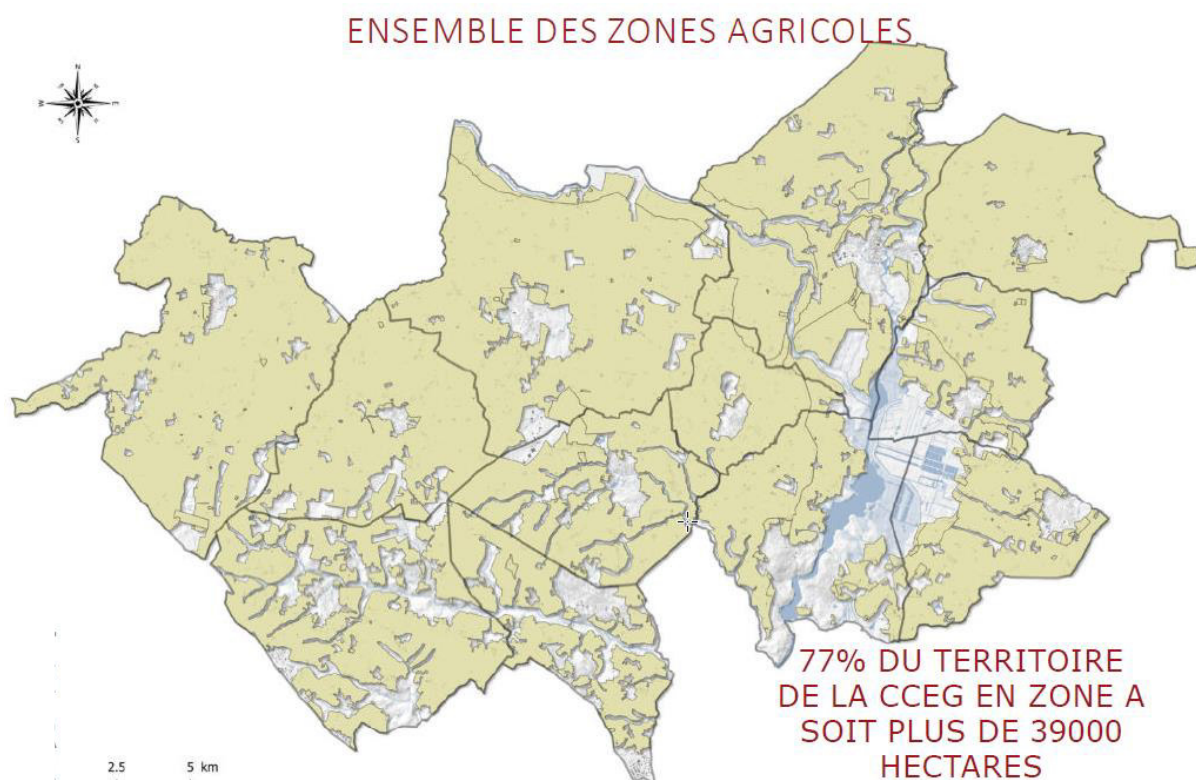 ENSEMBLE DES ZONES AGRICOLES
N
W
E
S
77% DU TERRITOIRE
DE LA CCEG EN ZONE A
SOIT PLUS DE 39000
HECTARES
2.5 5 km